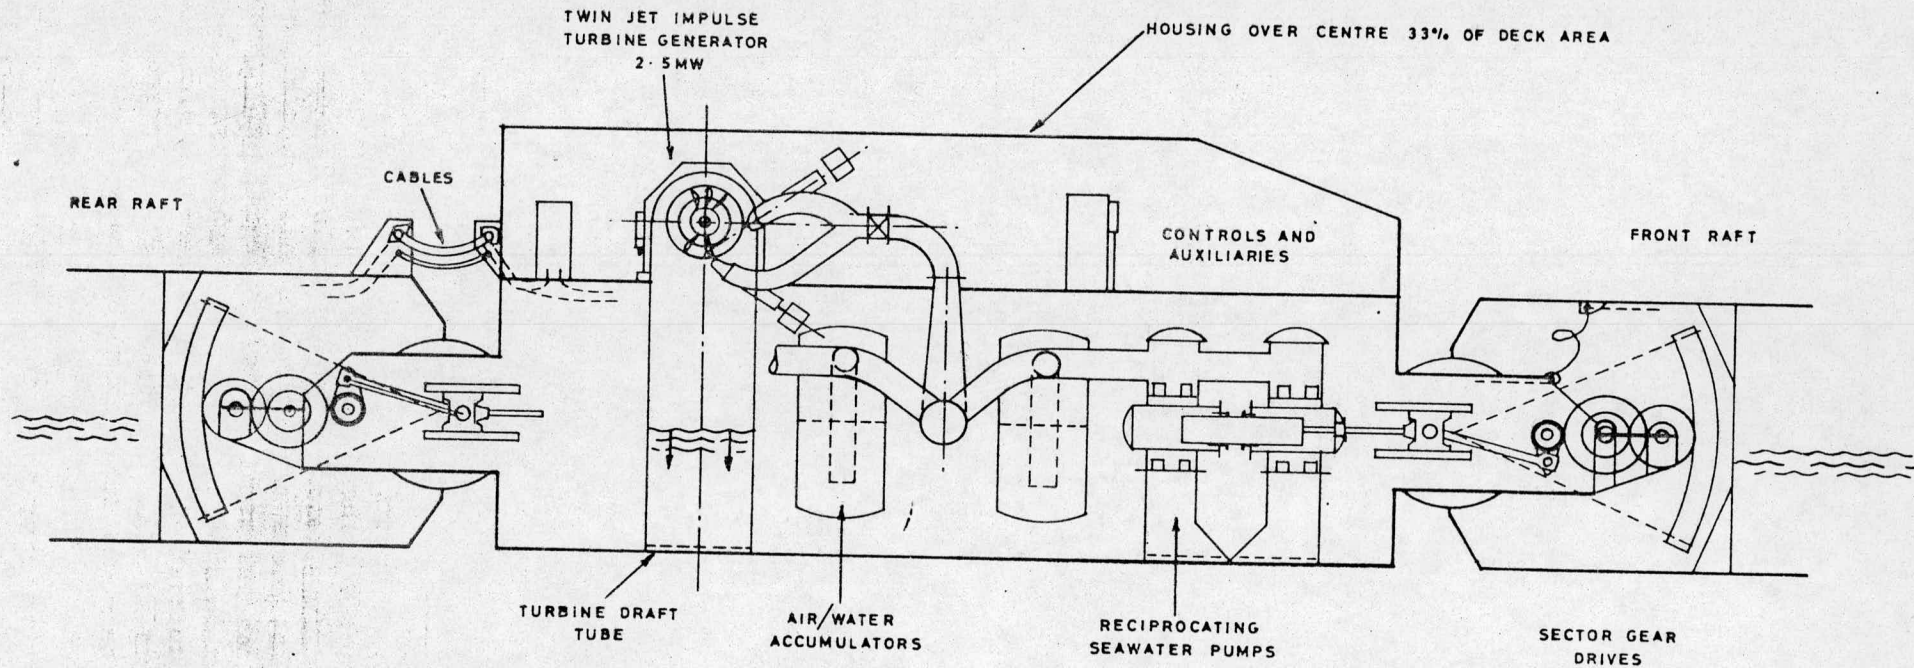 TWIN JET IMPULSE
TURBINE GENERATOR
2·5MW
HOUSING OVER CENTRE 33% OF DECK AREA
CABLES
REAR RAFT
CONTROLS AND
AUXILIARIES
FRONT RAFT
TURBINE DRAFT
TUBE
AIR/WATER
ACCUMULATORS
RECIPROCATING
SEAWATER PUMPS
SECTOR GEAR
DRIVES